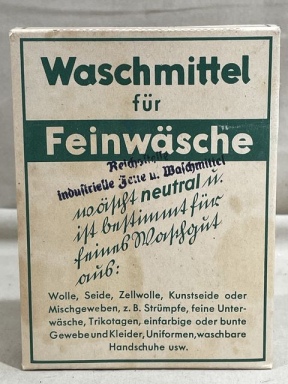 Waschmittel
für
Feinwäsche
Reichsstelle
industrielle Fette u. Waschmittel
wäscht neutral u.
ist bestimmt für
feines Waschgut
aus:
Wolle, Seide, Zellwolle, Kunstseide oder
Mischgeweben, z. B. Strümpfe, feine Unter-
wäsche, Trikotagen, einfarbige oder bunte
Gewebe und Kleider, Uniformen, waschbare
Handschuhe usw.